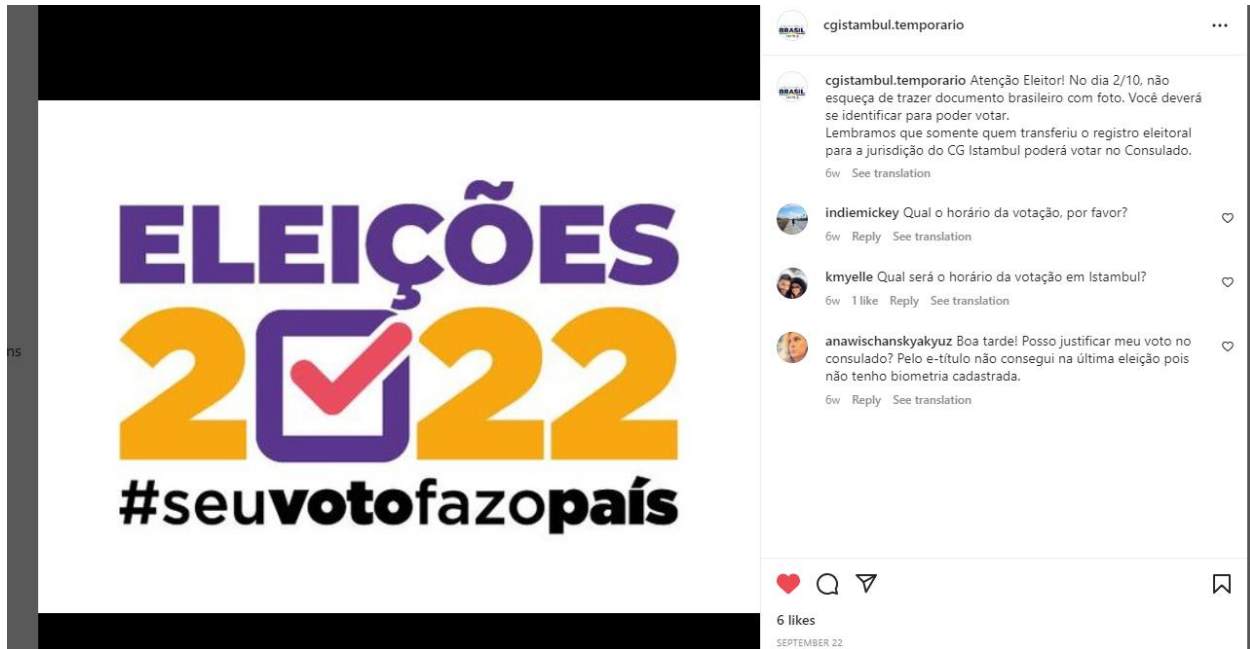 cgistambul.temporario
BRASIL
cgistambul.temporario Atenção Eleitor! No dia 2/10, não
esqueça de trazer documento brasileiro com foto. Você deverá
se identificar para poder votar.
Lembramos que somente quem transferiu o registro eleitoral
para a jurisdição do CG Istambul poderá votar no Consulado.
6w See translation
BRASIL
indiemickey Qual o horário da votação, por favor?
6w Reply See translation
kmyelle Qual será o horário da votação em Istambul?
6w 1 like Reply See translation
anawischanskyakyuz Boa tarde! Posso justificar meu voto no
consulado? Pelo e-título não consegui na última eleição pois
não tenho biometria cadastrada.
6w Reply See translation
6 likes
SEPTEMBER 22
ELEIÇÕES
2022
#seuvotofazopaís
ns